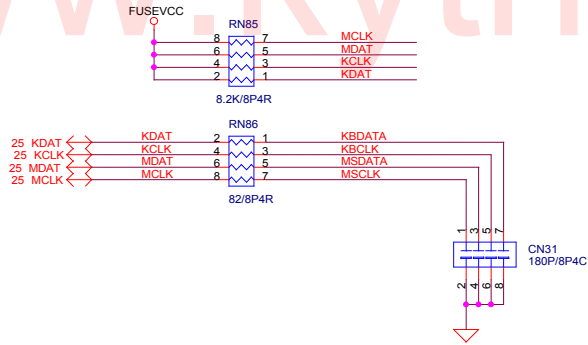 FUSEVCC
RN85
8 7 MCLK
6 5 MDAT
4 3 KCLK
2 1 KDAT
8.2K/8P4R
RN86
25 KDAT KDAT 2 1 KBDATA
25 KCLK KCLK 4 3 KBCLK
25 MDAT MDAT 6 5 MSDATA
25 MCLK MCLK 8 7 MSCLK
82/8P4R
1 3 5 7
CN31
180P/8P4C
2 4 6 8